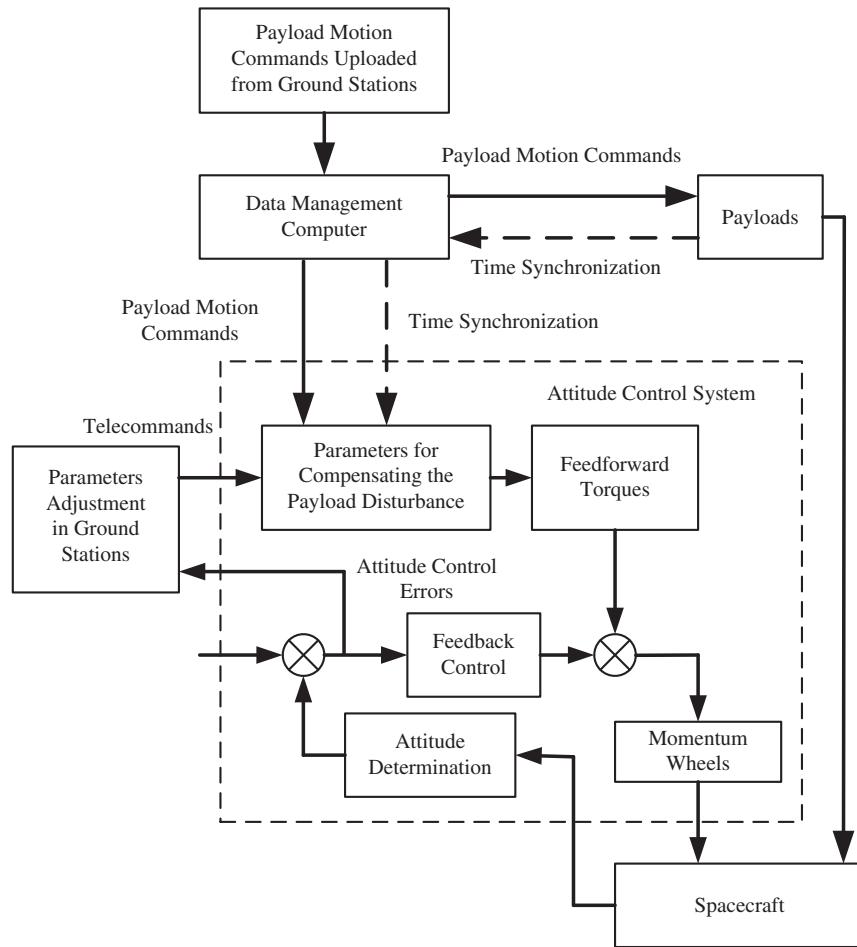 Payload Motion
Commands Uploaded
from Ground Stations
Payload Motion Commands
Data Management
Computer
Payloads
Time Synchronization
Payload Motion
Commands
Time Synchronization
Attitude Control System
Telecommands
Parameters
Adjustment
in Ground
Stations
Parameters for
Compensating the
Payload Disturbance
Feedforward
Torques
Attitude Control
Errors
Feedback
Control
Attitude
Determination
Momentum
Wheels
Spacecraft